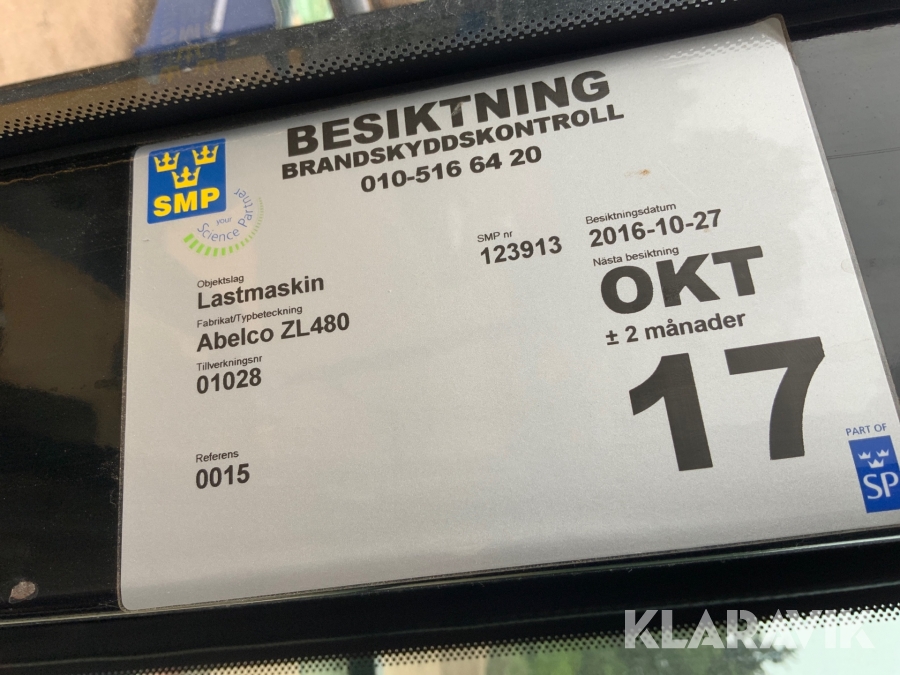 BESIKTNING
BRANDSKYDDSKONTROLL
010-516 64 20
SMP
your
Science Partner
Objektslag
Lastmaskin
Fabrikat/Typbeteckning
Abelco ZL480
Tillverkningsnr
01028
Referens
0015
SMP nr
123913
Besiktningsdatum
2016-10-27
Nästa besiktning
OKT
± 2 månader
17
PART OF
SP
KLARAVIK